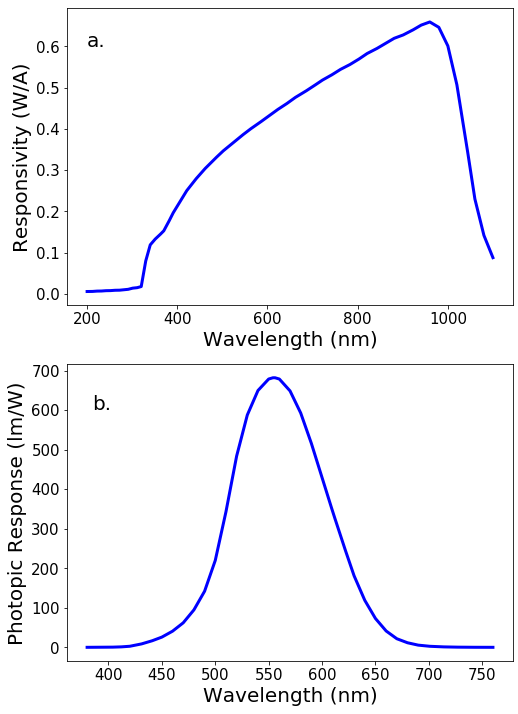 a.
Responsivity (W/A)
0.6
0.5
0.4
0.3
0.2
0.1
0.0
200 400 600 800 1000
Wavelength (nm)
b.
Photopic Response (lm/W)
700
600
500
400
300
200
100
0
400 450 500 550 600 650 700 750
Wavelength (nm)